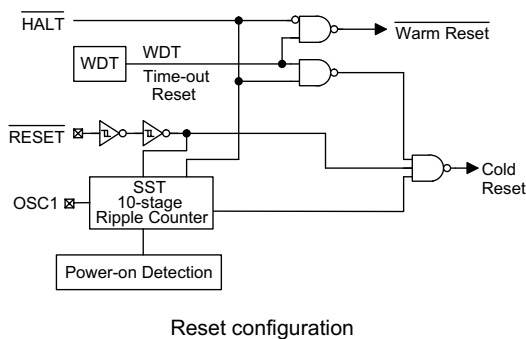 HALT
Warm Reset
WDT
WDT
Time-out
Reset
RESET
Cold
Reset
OSC1
SST
10-stage
Ripple Counter
Power-on Detection
Reset configuration